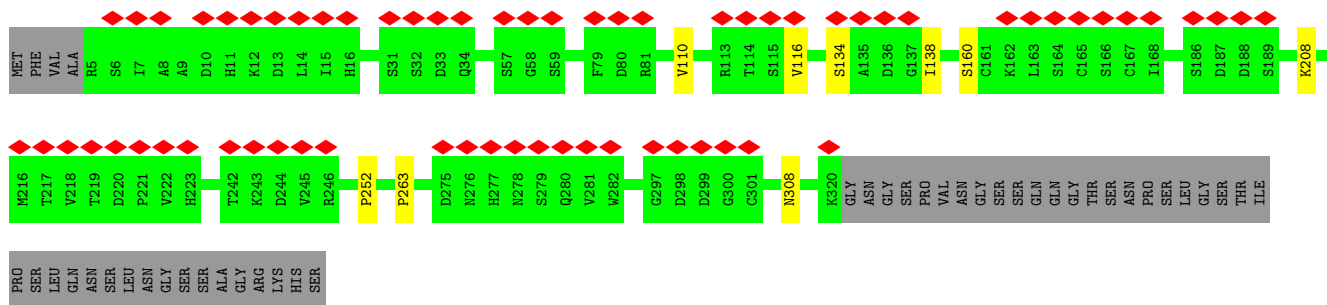 MET PHE VAL ALA R5 S6 I7 A8 A9 D10 H11 K12 D13 L14 I15 H16 S31 S32 D33 Q34 S57 G58 S59 F79 D80 R81 V110 R113 T114 S115 V116 S134 A135 D136 G137 I138 S160 C161 K162 L163 S164 C165 S166 C167 I168 S186 D187 D188 S189 K208
M216 T217 V218 T219 D220 P221 V222 H223 T242 K243 D244 V245 R246 P252 P263 D275 N276 H277 N278 S279 Q280 V281 W282 G297 D298 D299 G300 C301 N308 K320 GLY ASN GLY SER PRO VAL ASN GLY SER SER GLN GLN GLY THR SER ASN PRO SER LEU GLY SER THR ILE
PRO SER LEU GLN ASN SER LEU ASN GLY SER SER ALA GLY ARG LYS HIS SER